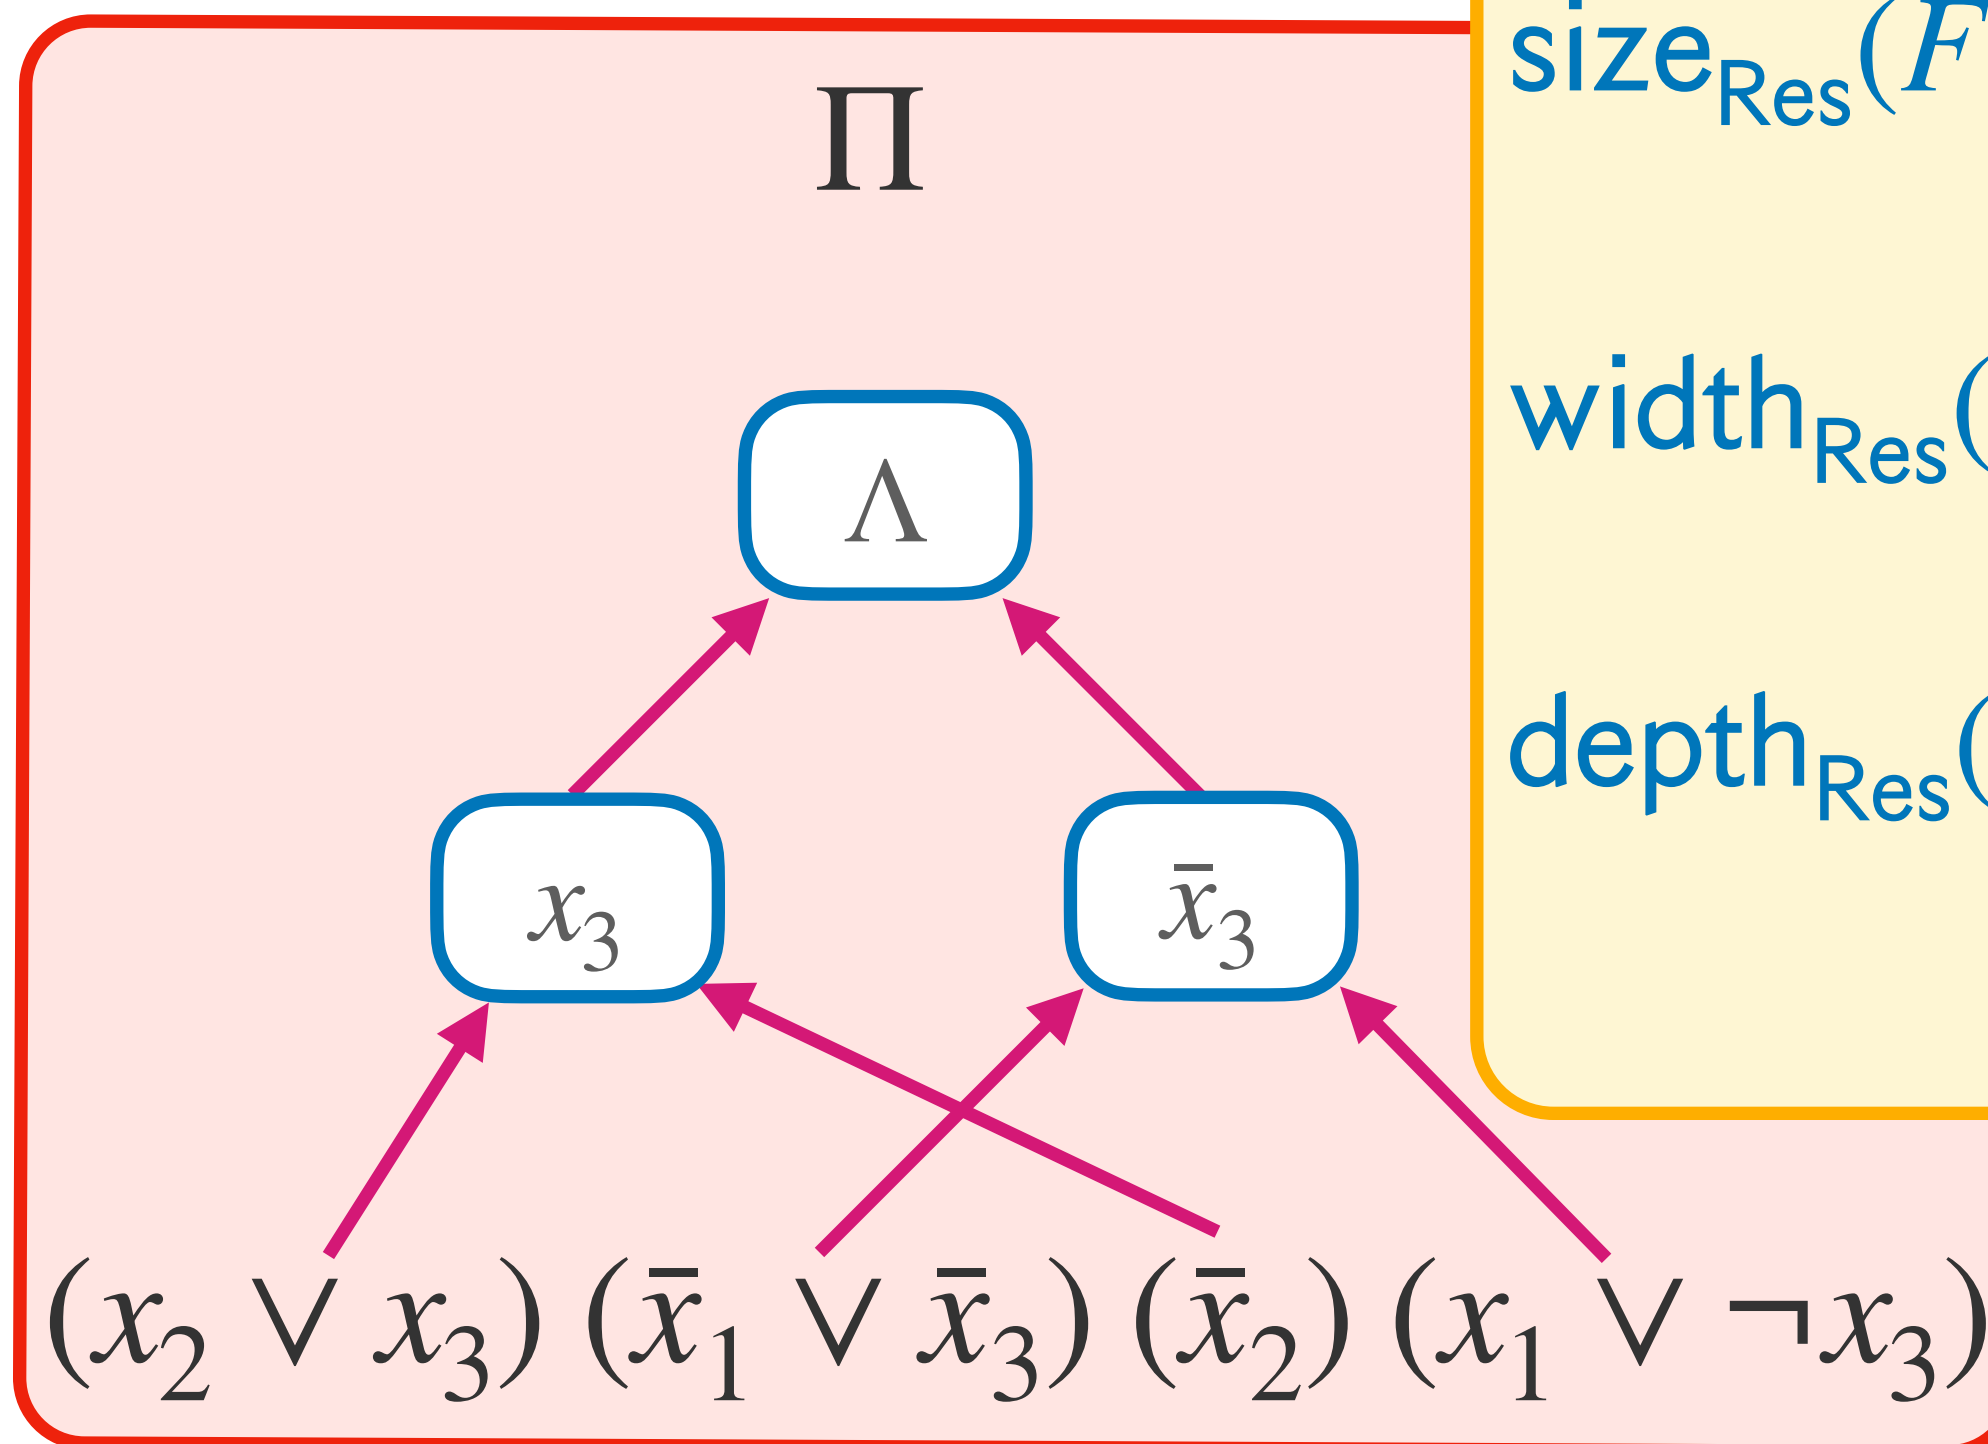 Π
size_Res(F
width_Res(
depth_Res(
Λ
x₃
x̄₃
(x₂ ∨ x₃) (x̄₁ ∨ x̄₃) (x̄₂) (x₁ ∨ ¬x₃)